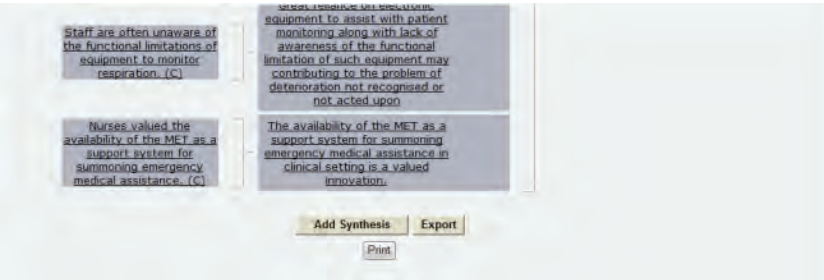 Staff are often unaware of
the functional limitations of
equipment to monitor
respiration. (C)
Great reliance on electronic
equipment to assist with patient
monitoring along with lack of
awareness of the functional
limitation of such equipment may
contributing to the problem of
deterioration not recognised or
not acted upon
Nurses valued the
availability of the MET as a
support system for
summoning emergency
medical assistance. (C)
The availability of the MET as a
support system for summoning
emergency medical assistance in
clinical setting is a valued
innovation.
Add Synthesis
Export
Print